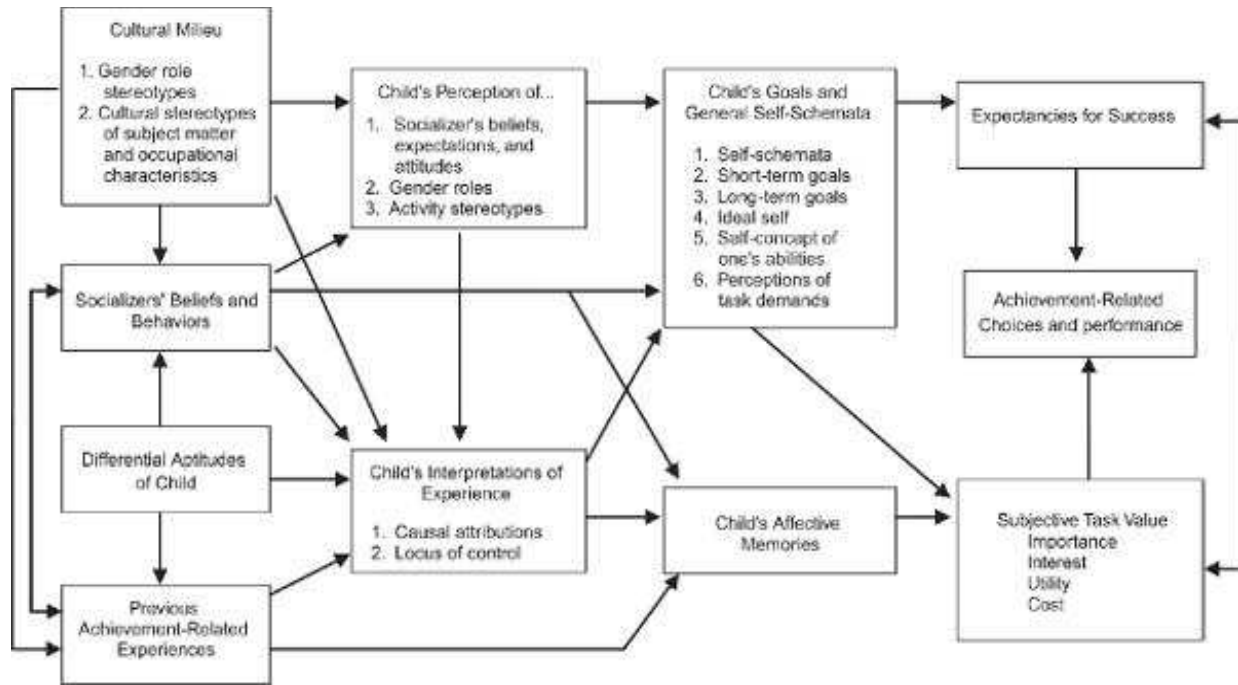 Cultural Milieu
1. Gender role
stereotypes
2. Cultural stereotypes
of subject matter
and occupational
characteristics
Socializers' Beliefs and
Behaviors
Differential Aptitudes
of Child
Previous
Achievement-Related
Experiences
Child's Perception of...
1. Socializer's beliefs,
expectations, and
attitudes
2. Gender roles
3. Activity stereotypes
Child's Interpretations of
Experience
1. Causal attributions
2. Locus of control
Child's Goals and
General Self-Schemata
1. Self-schemata
2. Short-term goals
3. Long-term goals
4. Ideal self
5. Self-concept of
one's abilities
6. Perceptions of
task demands
Child's Affective
Memories
Expectancies for Success
Achievement-Related
Choices and performance
Subjective Task Value
Importance
Interest
Utility
Cost